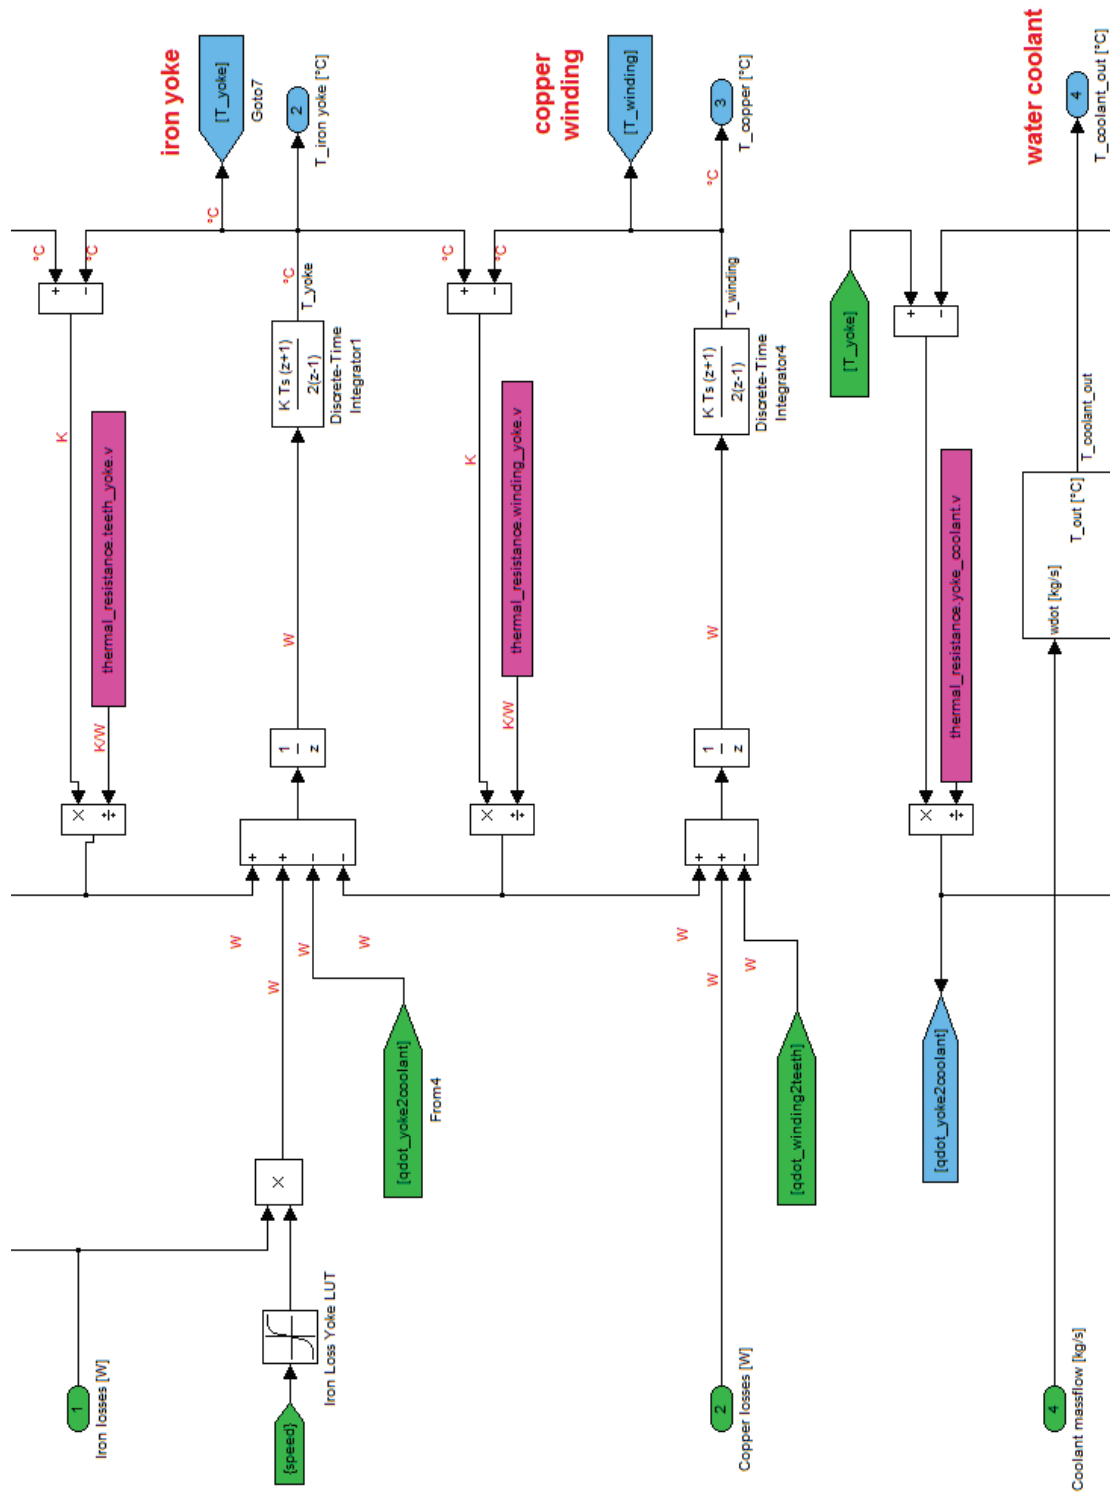 1
Iron losses [W]
{speed}
Iron Loss Yoke LUT
×
×
÷
K/W
thermal_resistance.teeth_yoke.v
K
+
−
°C
°C
W
W
W
W
[qdot_yoke2coolant]
From4
+
+
−
−
1
z
W
K Ts (z+1)
2(z-1)
Discrete-Time
Integrator1
T_yoke
°C
°C
iron yoke
[T_yoke]
Goto7
2
T_iron yoke [°C]
×
÷
K/W
thermal_resistance.winding_yoke.v
K
+
−
°C
2
Copper losses [W]
W
W
W
[qdot_winding2teeth]
+
+
−
1
z
W
K Ts (z+1)
2(z-1)
Discrete-Time
Integrator4
T_winding
copper
winding
[T_winding]
°C
3
T_copper [°C]
[qdot_yoke2coolant]
×
÷
thermal_resistance.yoke_coolant.v
[T_yoke]
+
−
4
Coolant massflow [kg/s]
wdot [kg/s]
T_out [°C]
T_coolant_out
water coolant
4
T_coolant_out [°C]